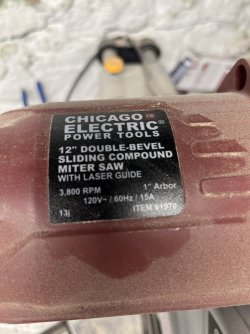 CHICAGO
ELECTRIC®
POWER TOOLS
12" DOUBLE-BEVEL
SLIDING COMPOUND
MITER SAW
WITH LASER GUIDE
3,800 RPM 1" Arbor
120V~ / 60Hz / 15A
13j ITEM 61970